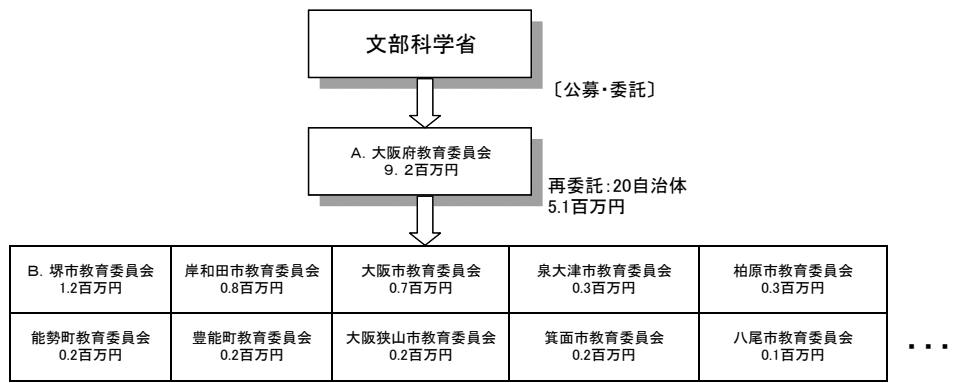 文部科学省
〔公募・委託〕
A．大阪府教育委員会
９．２百万円
再委託：20自治体
5.1百万円
B．堺市教育委員会
1.2百万円
岸和田市教育委員会
0.8百万円
大阪市教育委員会
0.7百万円
泉大津市教育委員会
0.3百万円
柏原市教育委員会
0.3百万円
能勢町教育委員会
0.2百万円
豊能町教育委員会
0.2百万円
大阪狭山市教育委員会
0.2百万円
箕面市教育委員会
0.2百万円
八尾市教育委員会
0.1百万円
・・・